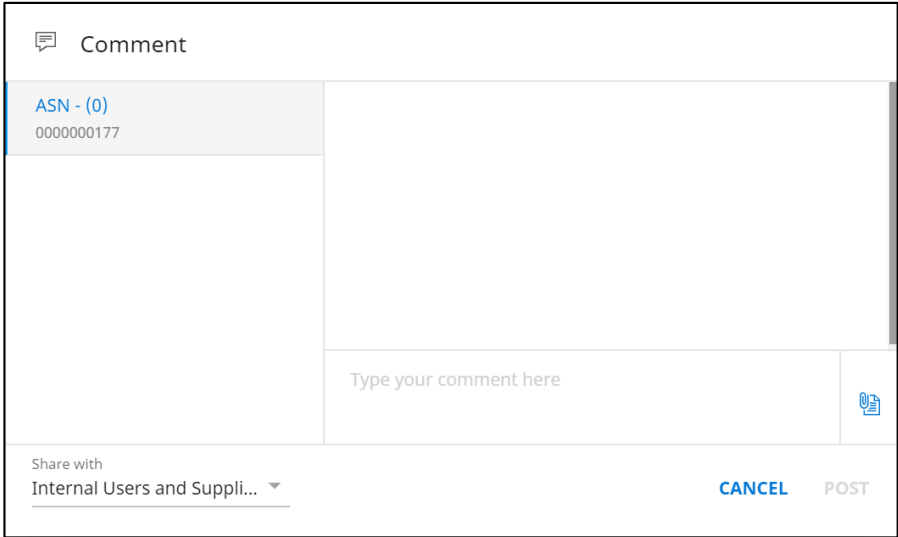 Comment
ASN - (0)
0000000177
Type your comment here
Share with
Internal Users and Suppli...
CANCEL
POST